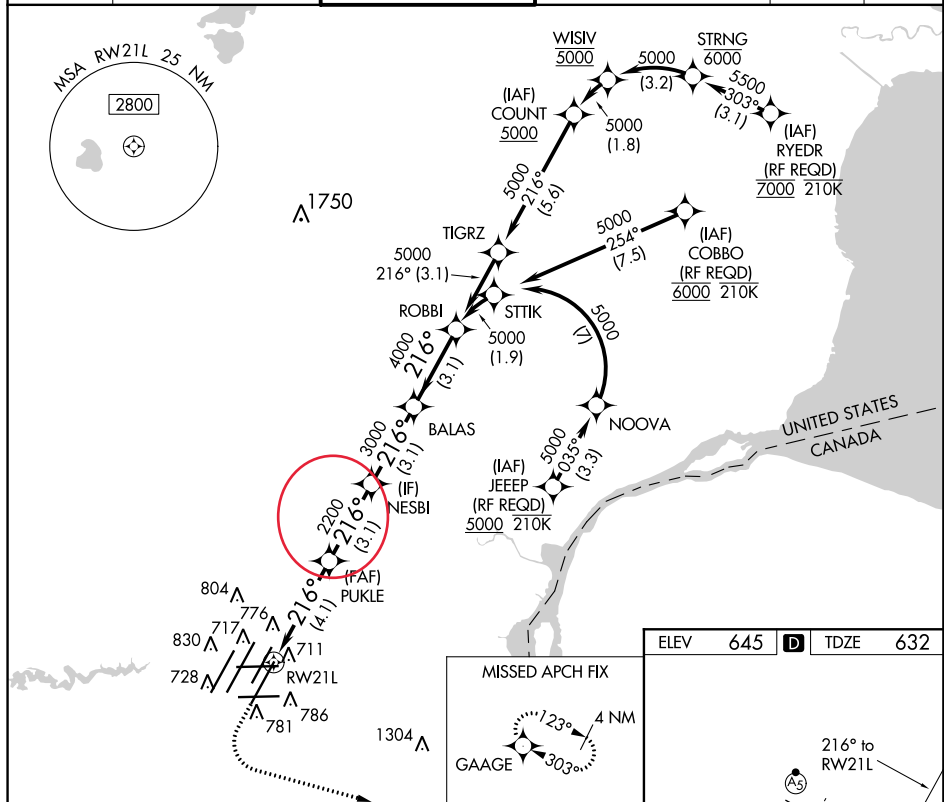 MSA RW21L 25 NM
2800
1750
WISIV
5000
STRNG
6000
5000
(3.2)
5500
303°
(3.1)
(IAF)
COUNT
5000
5000
(1.8)
(IAF)
RYEDR
(RF REQD)
7000 210K
5000
216°
(5.6)
5000
254°
(7.5)
(IAF)
COBBO
(RF REQD)
6000 210K
TIGRZ
5000
216° (3.1)
STTIK
ROBBI
5000
(1.9)
5000
(7)
4000
216°
(3.1)
BALAS
NOOVA
UNITED STATES
CANADA
3000
216°
(3.1)
5000
035°
(3.3)
(IAF)
JEEEP
(RF REQD)
5000 210K
(IF)
NESBI
2200
216°
(3.1)
(FAF)
PUKLE
216°
(4.1)
804
776
830
717
711
728
RW21L
786
781
1304
MISSED APCH FIX
123°
4 NM
303°
GAAGE
ELEV 645 D TDZE 632
216° to
RW21L
A5